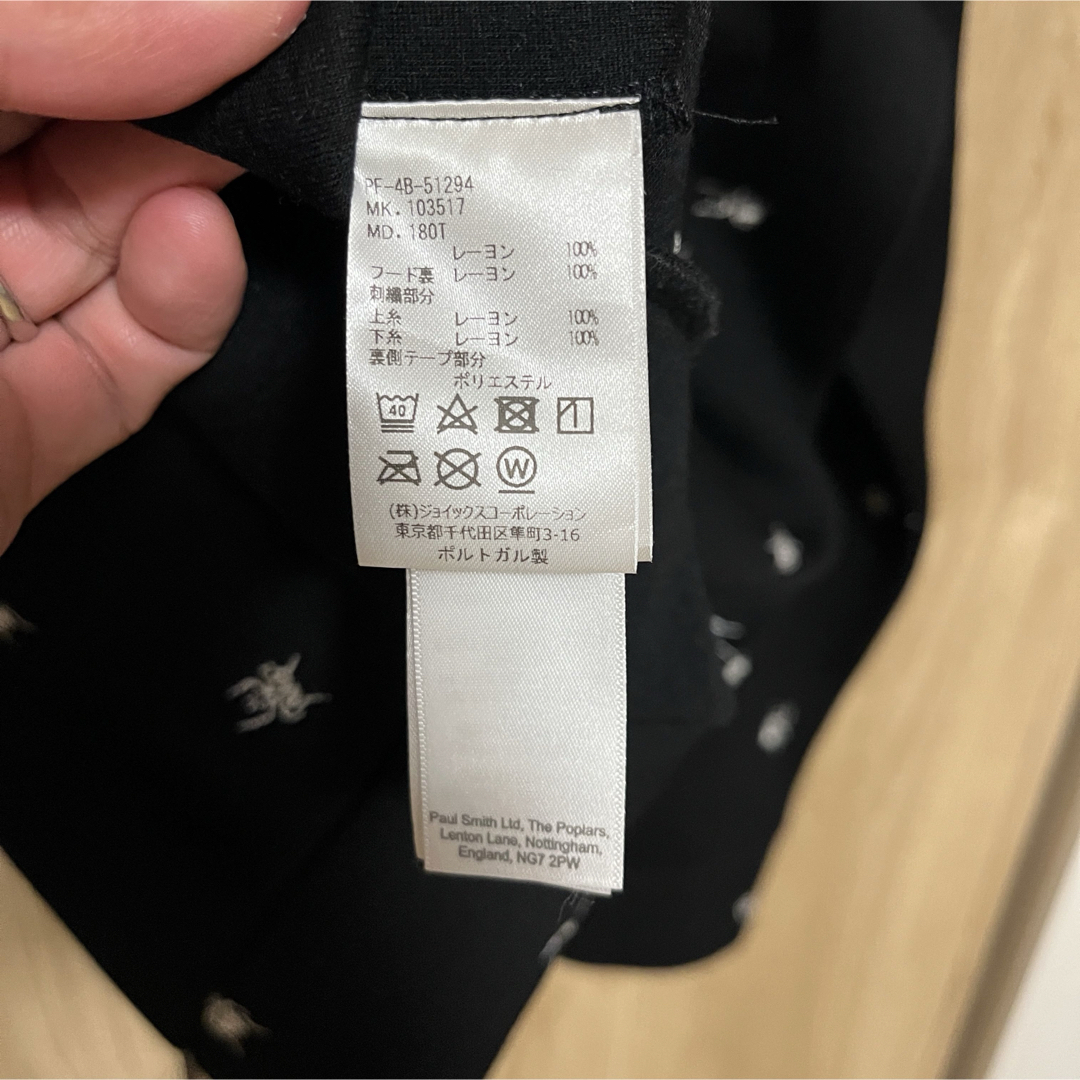 PF-4B-51294
MK. 103517
MD. 180T
レーヨン 100%
フード裏 レーヨン 100%
刺繍部分
上糸 レーヨン 100%
下糸 レーヨン 100%
裏側テープ部分
ポリエステル
40
W
(株)ジョイックスコーポレーション
東京都千代田区隼町3-16
ポルトガル製
Paul Smith Ltd, The Poplars,
Lenton Lane, Nottingham,
England, NG7 2PW